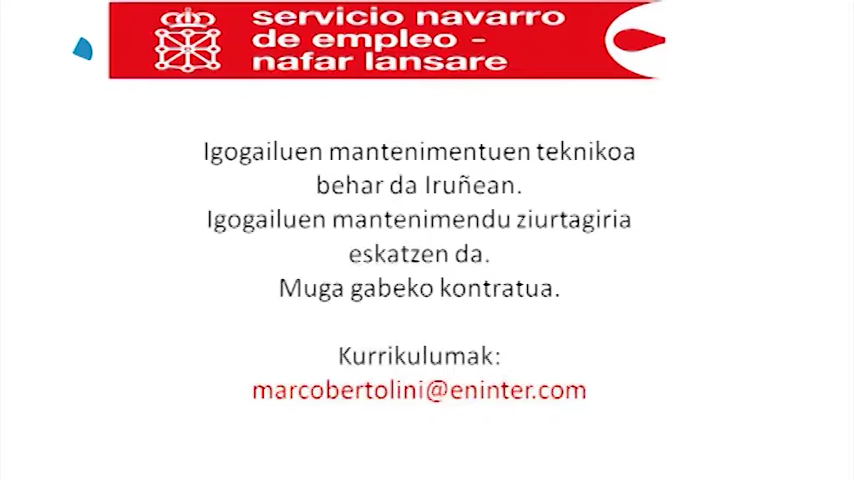 servicio navarro
de empleo -
nafar lansare
Igogailuen mantenimentuen teknikoa
behar da Iruñean.
Igogailuen mantenimendu ziurtagiria
eskatzen da.
Muga gabeko kontratua.
Kurrikulumak:
marcobertolini@eninter.com